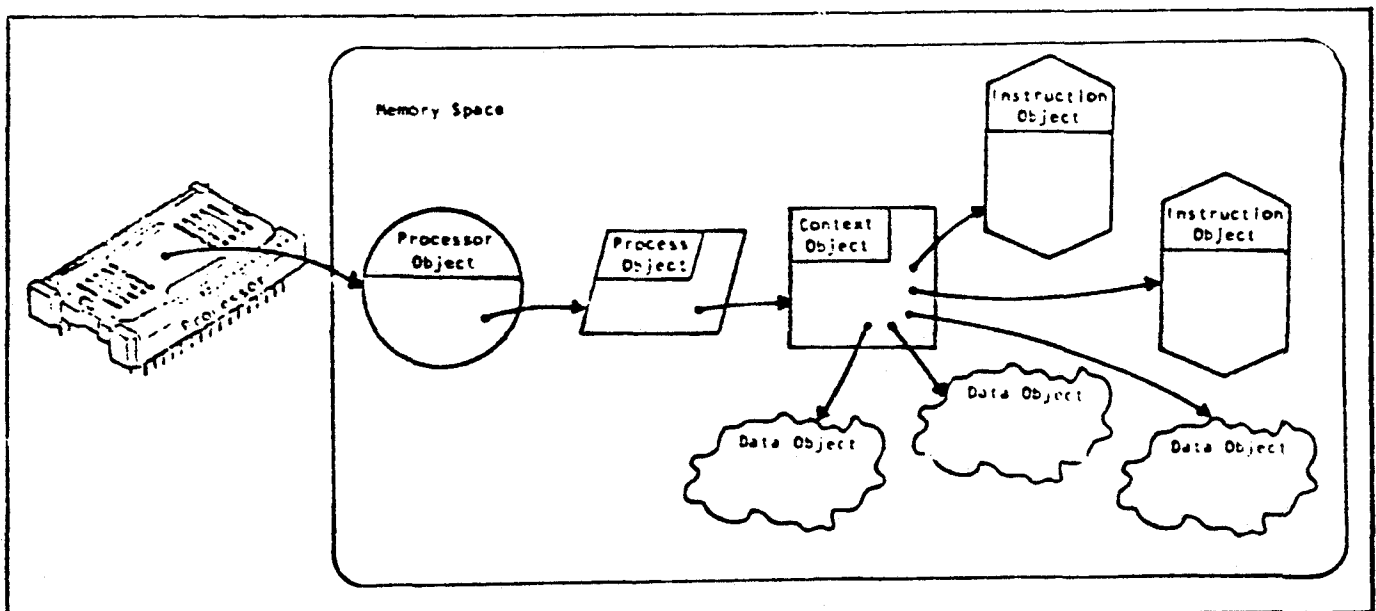 Memory Space
Instruction
Object
Instruction
Object
Processor
Object
Process
Object
Context
Object
Data Object
Data Object
Data Object